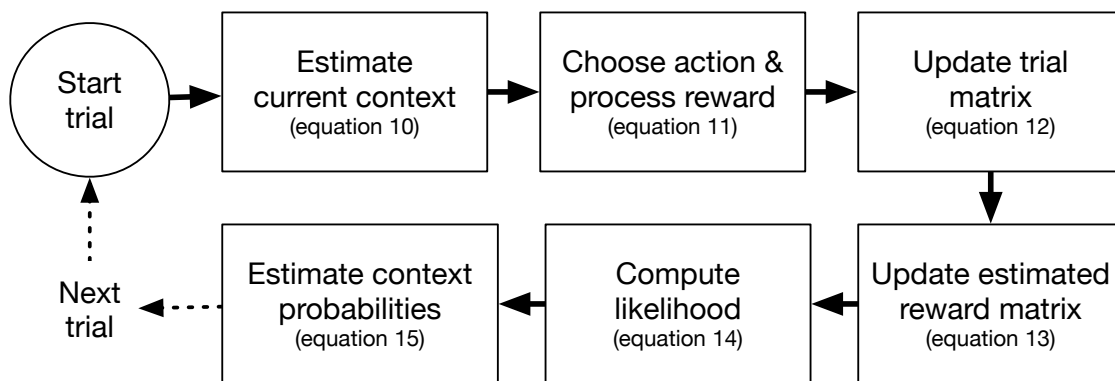 Start
trial
Estimate
current context
(equation 10)
Choose action &
process reward
(equation 11)
Update trial
matrix
(equation 12)
Update estimated
reward matrix
(equation 13)
Compute
likelihood
(equation 14)
Estimate context
probabilities
(equation 15)
Next
trial